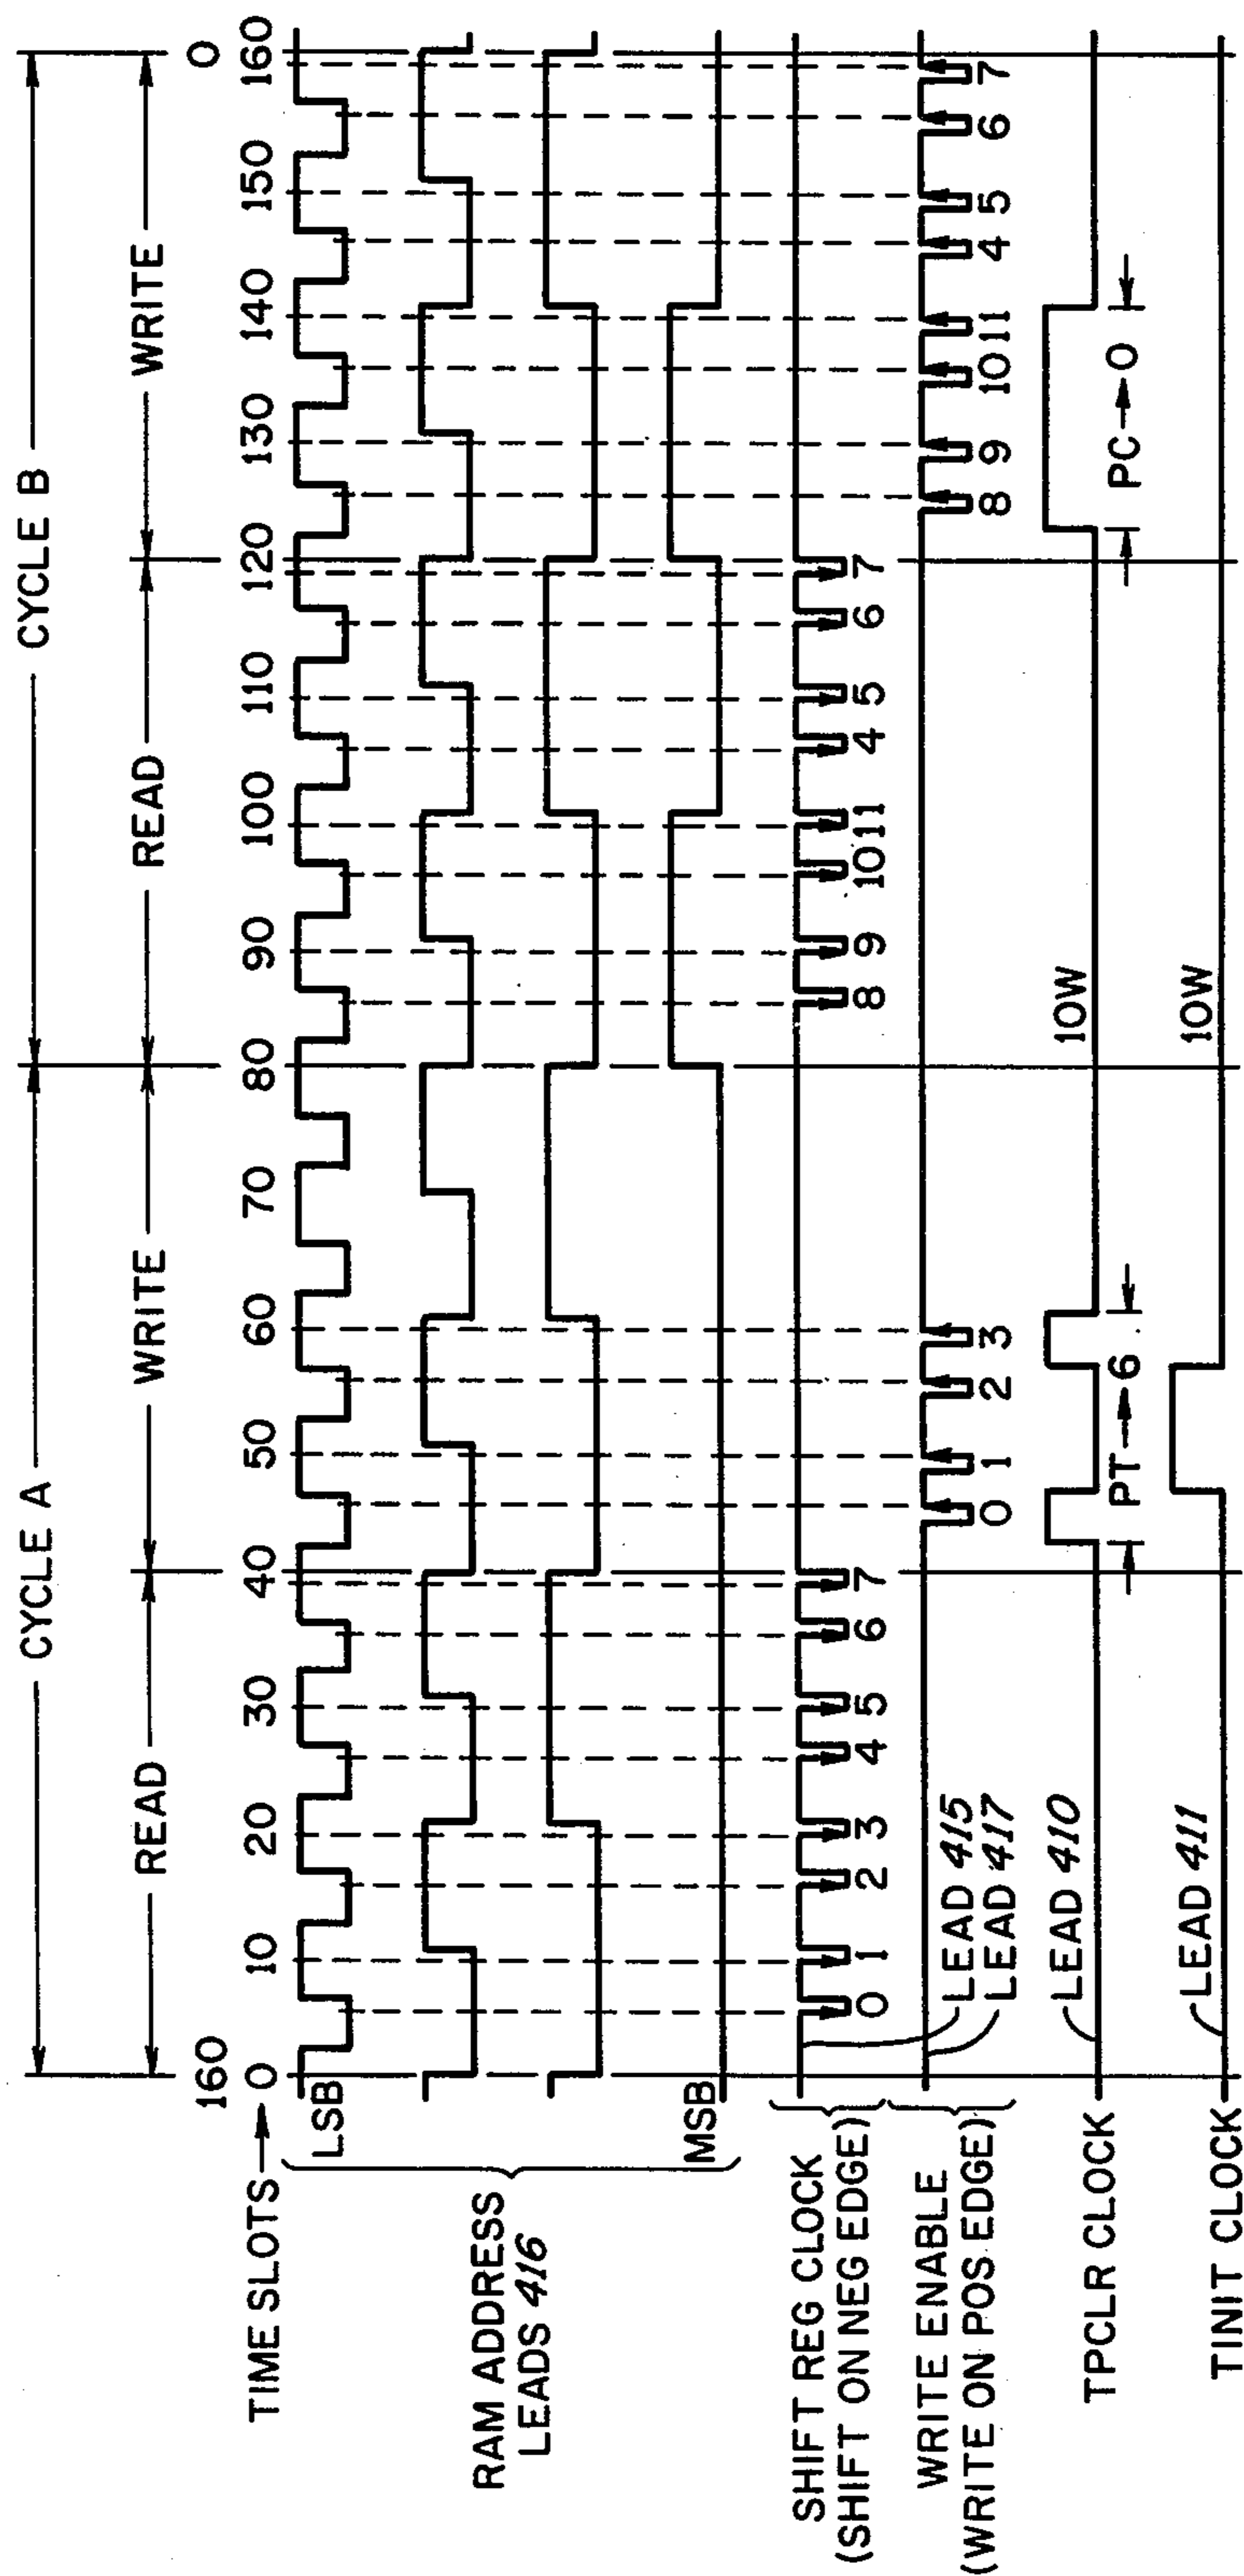 CYCLE A CYCLE B
READ WRITE READ WRITE
160 0
TIME SLOTS 0 10 20 30 40 50 60 70 80 90 100 110 120 130 140 150 160
LSB
RAM ADDRESS
LEADS 416
MSB
SHIFT REG CLOCK
(SHIFT ON NEG EDGE)
0 1 2 3 4 5 6 7 8 9 10 11 4 5 6 7
LEAD 415
WRITE ENABLE
(WRITE ON POS EDGE)
0 1 2 3 8 9 10 11 4 5 6 7
LEAD 417
TPCLR CLOCK
LEAD 410
10W
PT 6
PC 0
TINIT CLOCK
LEAD 411
10W